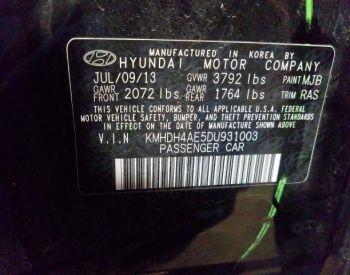 MANUFACTURED IN KOREA BY
HYUNDAI MOTOR COMPANY
JUL/09/13 GVWR 3792 lbs PAINT MJB
GAWR FRONT 2072 lbs GAWR REAR 1764 lbs TRIM RAS
THIS VEHICLE CONFORMS TO ALL APPLICABLE U.S. FEDERAL
MOTOR VEHICLE SAFETY, BUMPER, AND THEFT PREVENTION STANDARDS
IN EFFECT ON THE DATE OF MANUFACTURE SHOWN ABOVE
V.I.N KMHDH4AE5DU931003
PASSENGER CAR